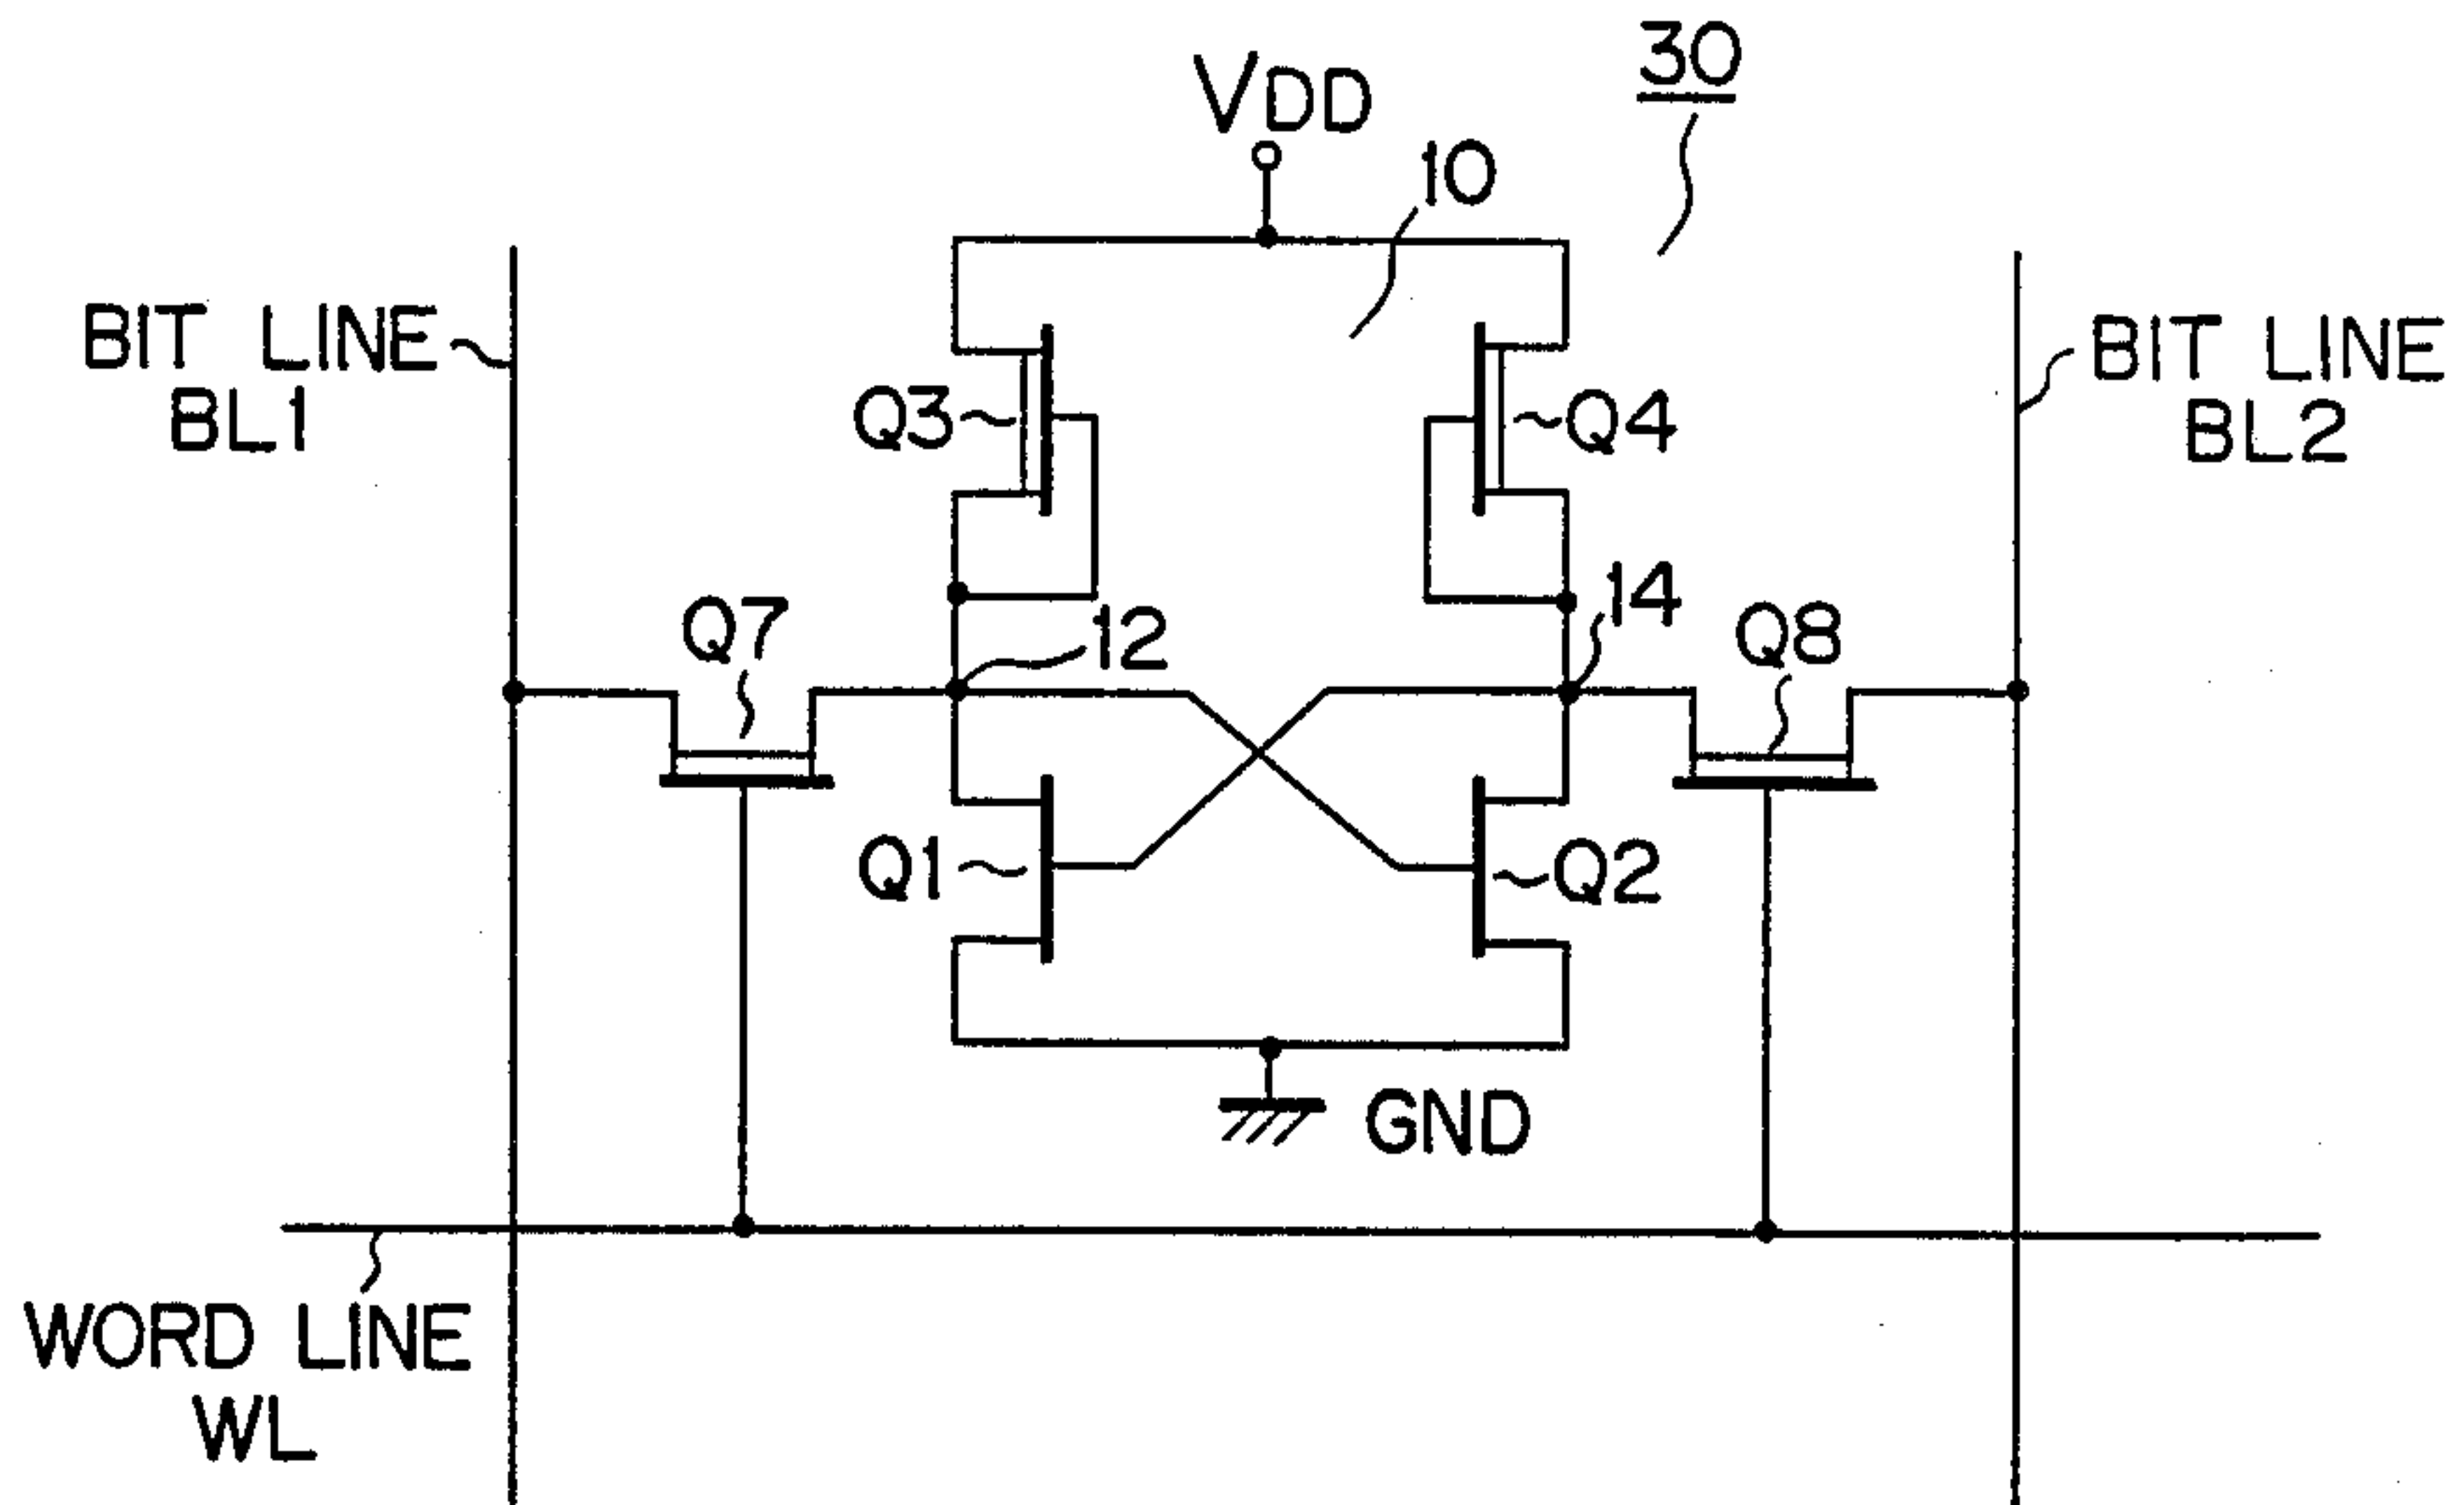 30
VDD
10
BIT LINE
BL1
BIT LINE
BL2
Q3
Q4
Q7
12
14
Q8
Q1
Q2
GND
WORD LINE
WL